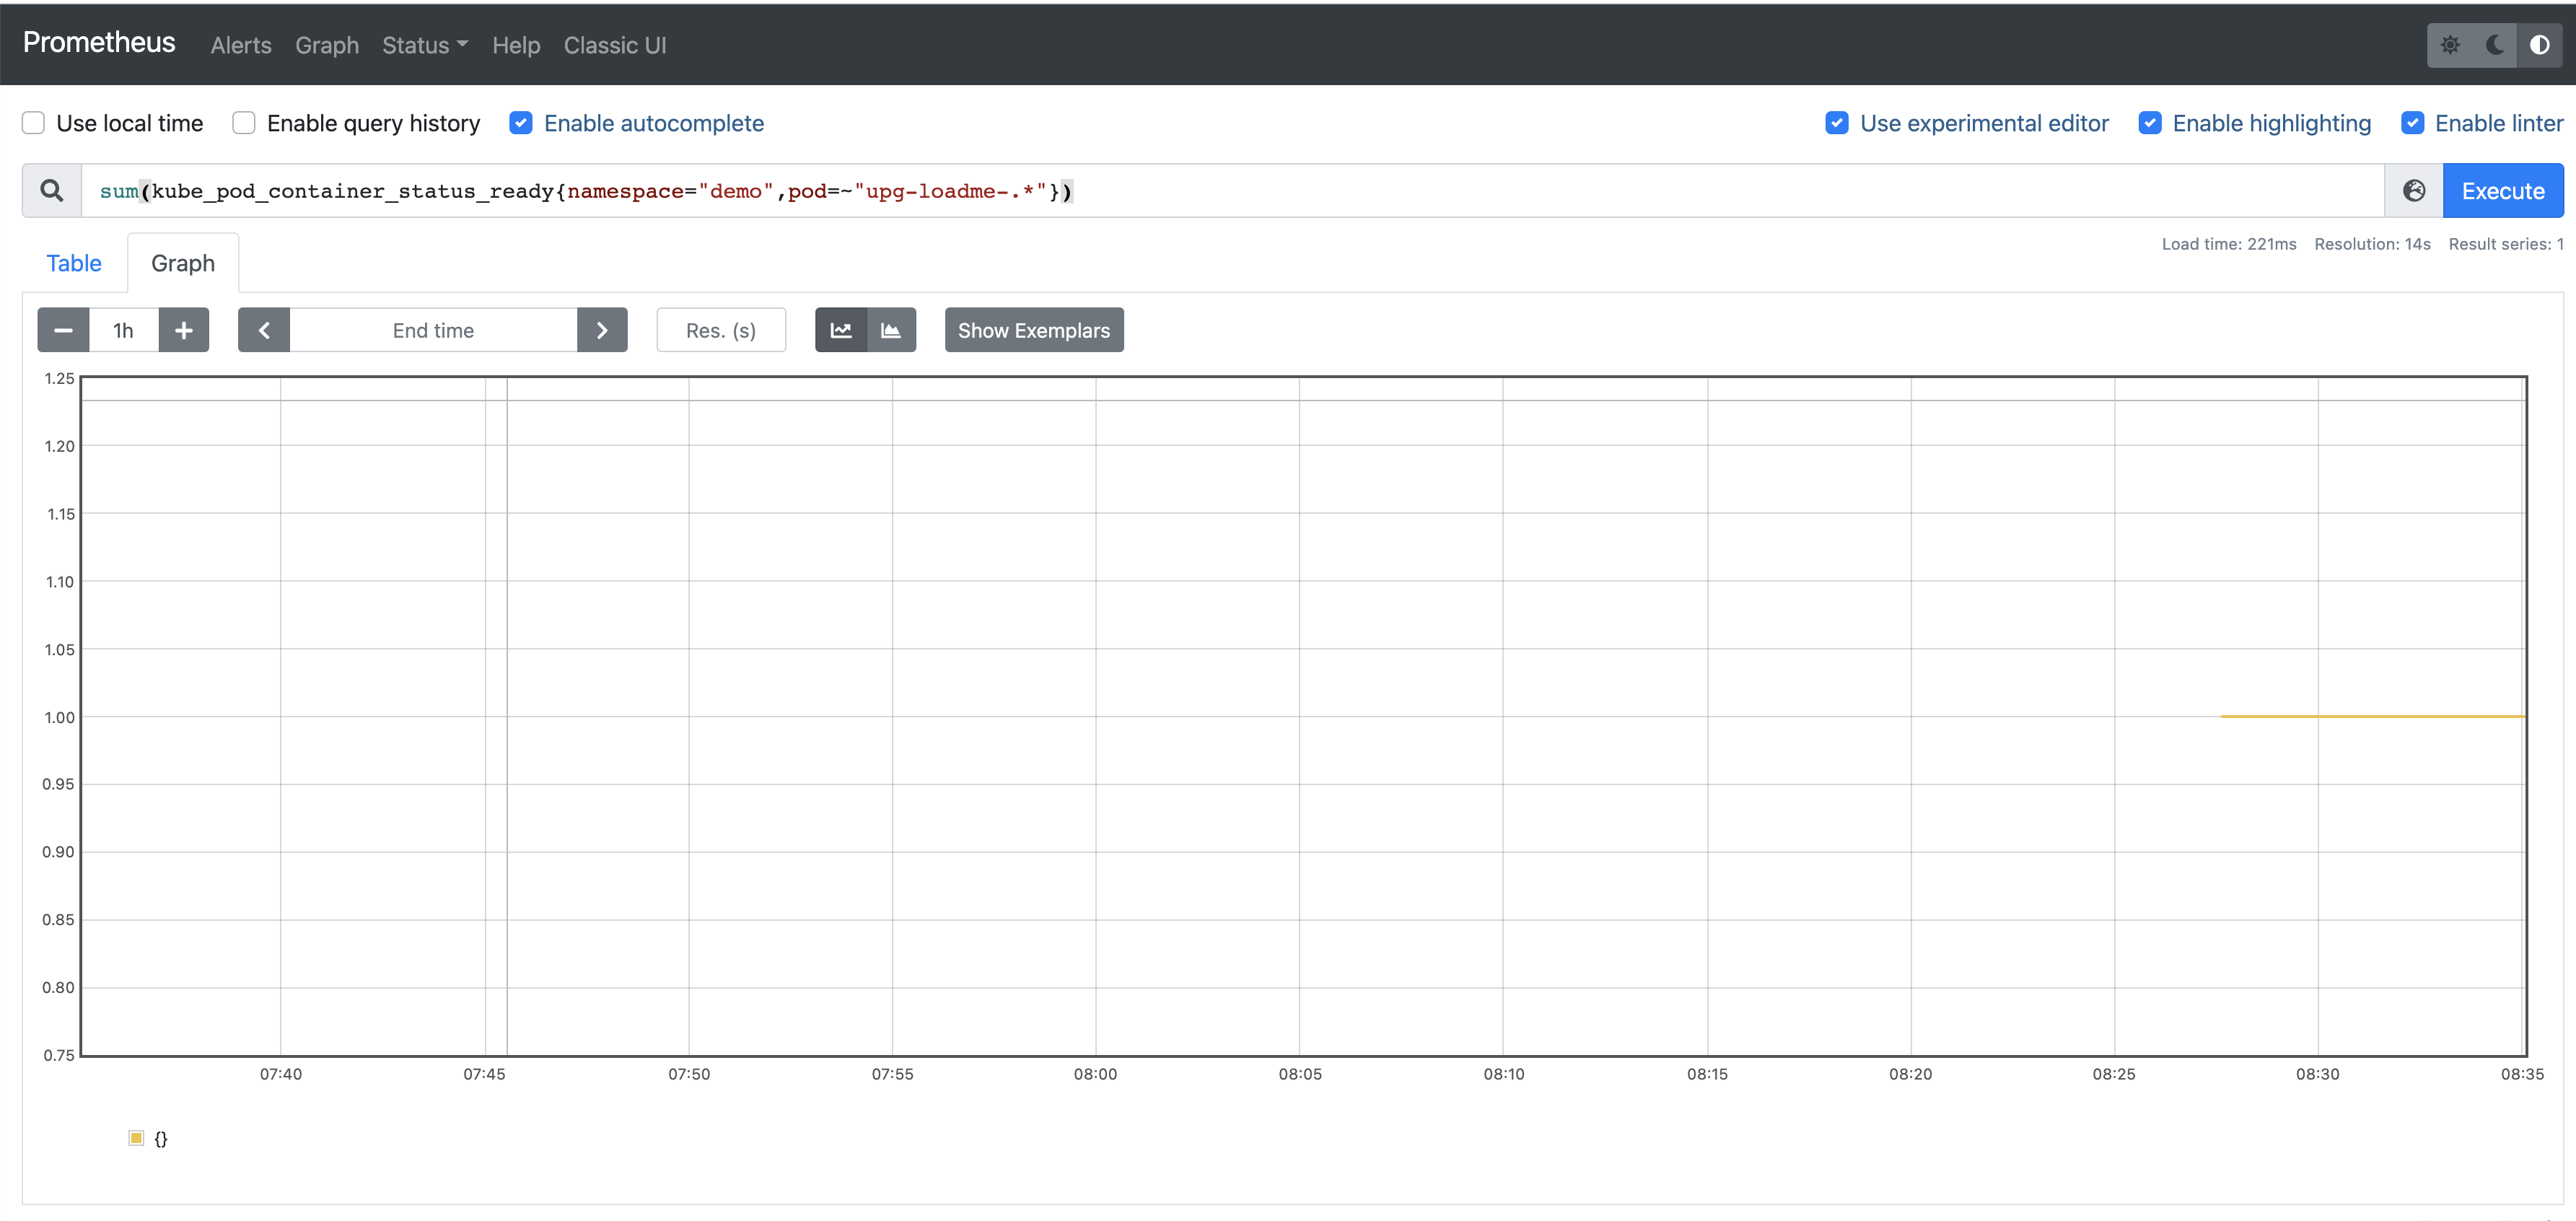 Prometheus Alerts Graph Status Help Classic UI
Use local time Enable query history Enable autocomplete Use experimental editor Enable highlighting Enable linter
sum(kube_pod_container_status_ready{namespace="demo",pod=~"upg-loadme-.*"}) Execute
Load time: 221ms Resolution: 14s Result series: 1
Table Graph
1h End time Res. (s) Show Exemplars
1.25
1.20
1.15
1.10
1.05
1.00
0.95
0.90
0.85
0.80
0.75
07:40 07:45 07:50 07:55 08:00 08:05 08:10 08:15 08:20 08:25 08:30 08:35
{}